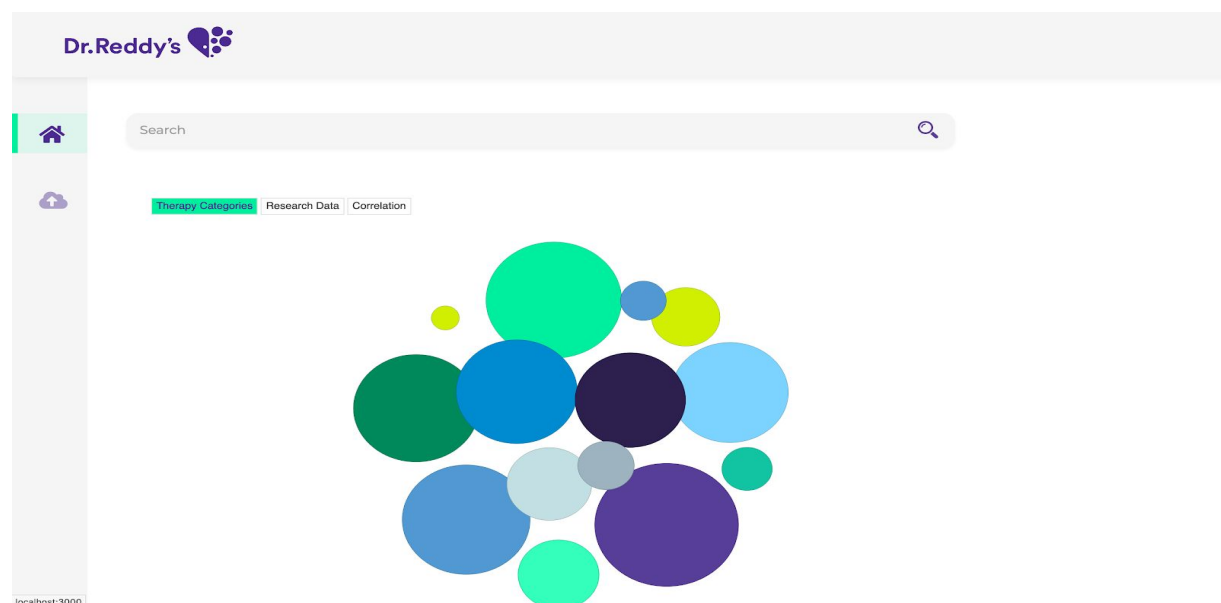 Dr.Reddy's
Search
Therapy Categories Research Data Correlation
localhost:3000